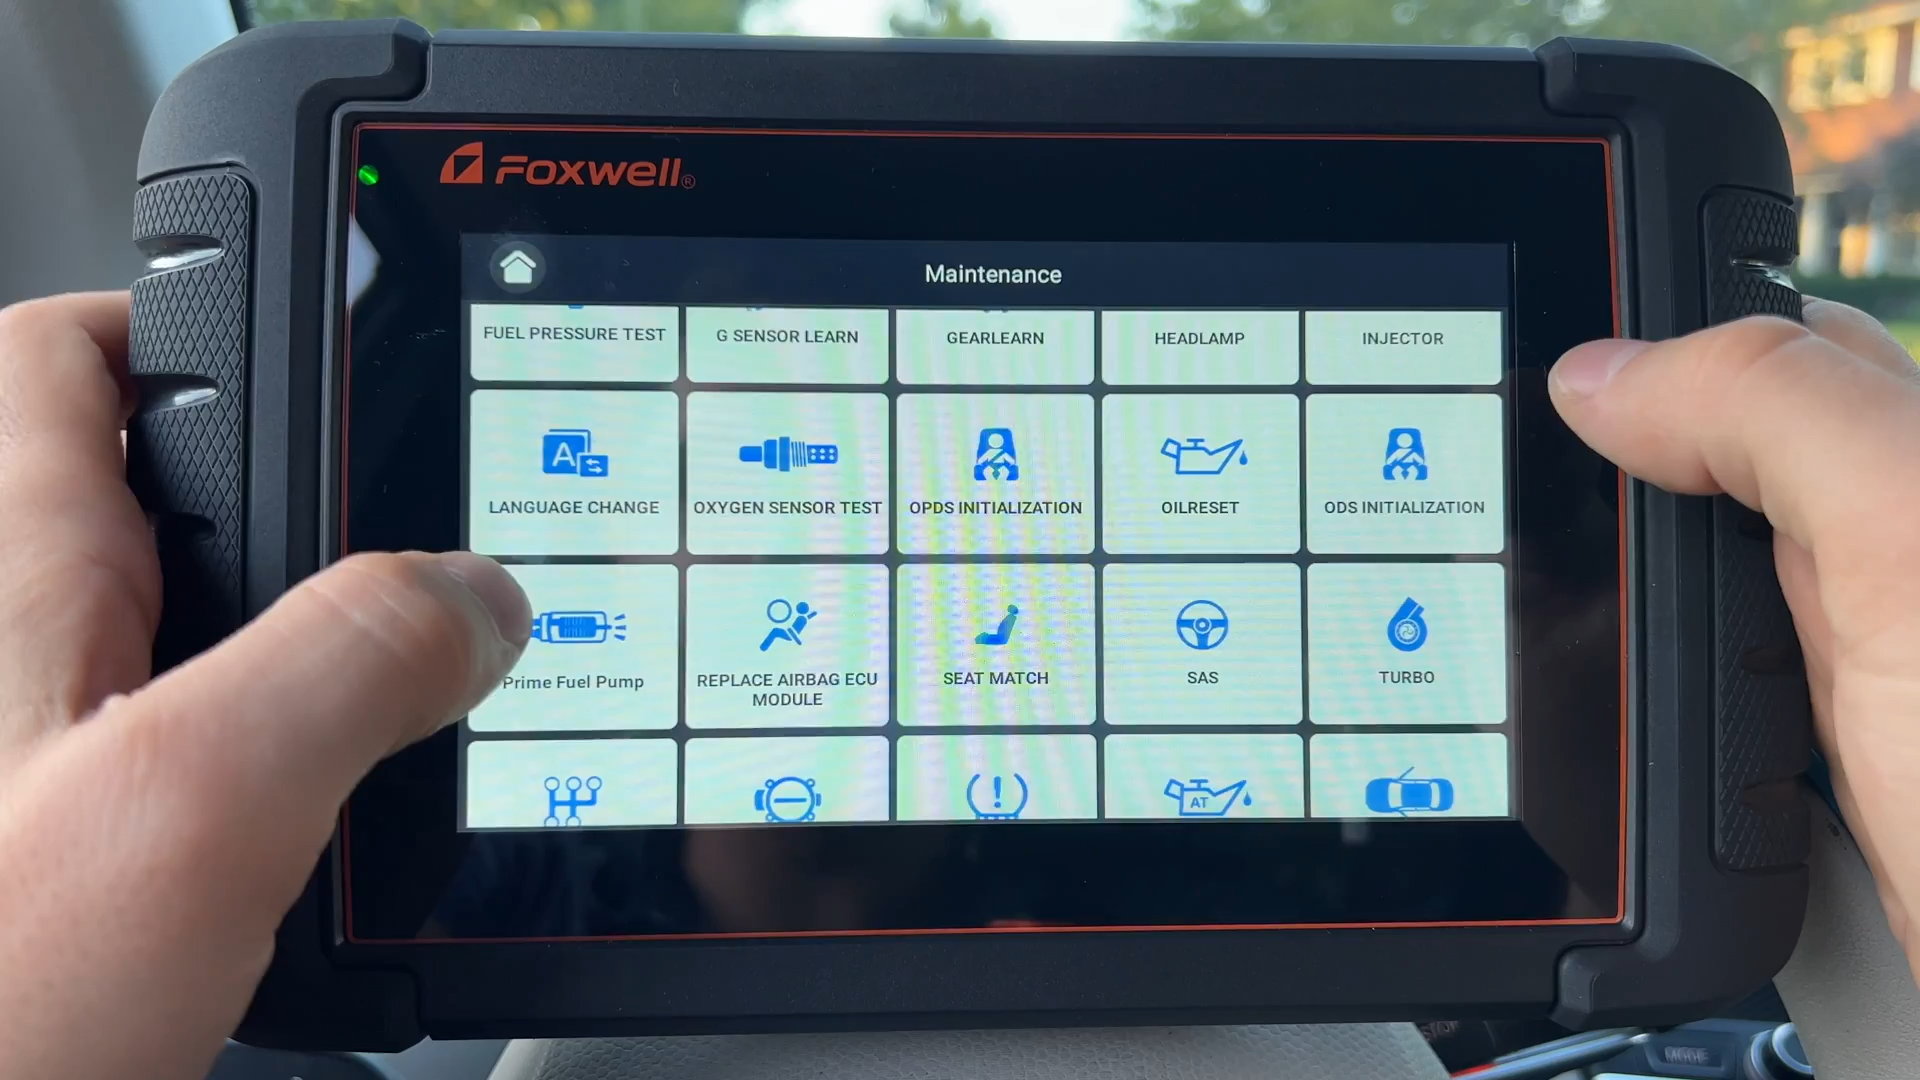 Foxwell®
Maintenance
FUEL PRESSURE TEST
G SENSOR LEARN
GEARLEARN
HEADLAMP
INJECTOR
A
LANGUAGE CHANGE
OXYGEN SENSOR TEST
OPDS INITIALIZATION
OILRESET
ODS INITIALIZATION
Prime Fuel Pump
REPLACE AIRBAG ECU
MODULE
SEAT MATCH
SAS
TURBO
AT
MODE